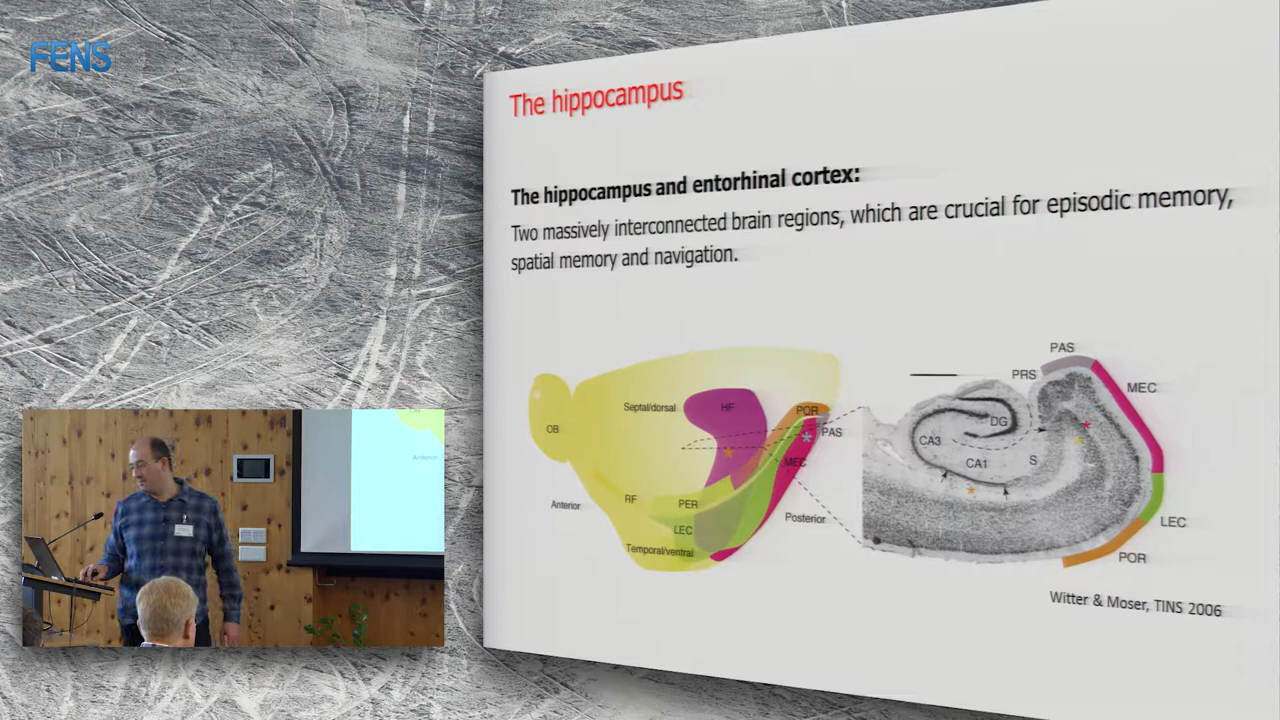 FENS
The hippocampus
The hippocampus and entorhinal cortex:
Two massively interconnected brain regions, which are crucial for episodic memory,
spatial memory and navigation.
OB
Septal/dorsal
HF
POR
PAS
MEC
Anterior
RF
PER
LEC
Temporal/ventral
Posterior
PAS
PRS
MEC
DG
CA3
CA1
S
LEC
POR
Witter & Moser, TINS 2006
Anterior